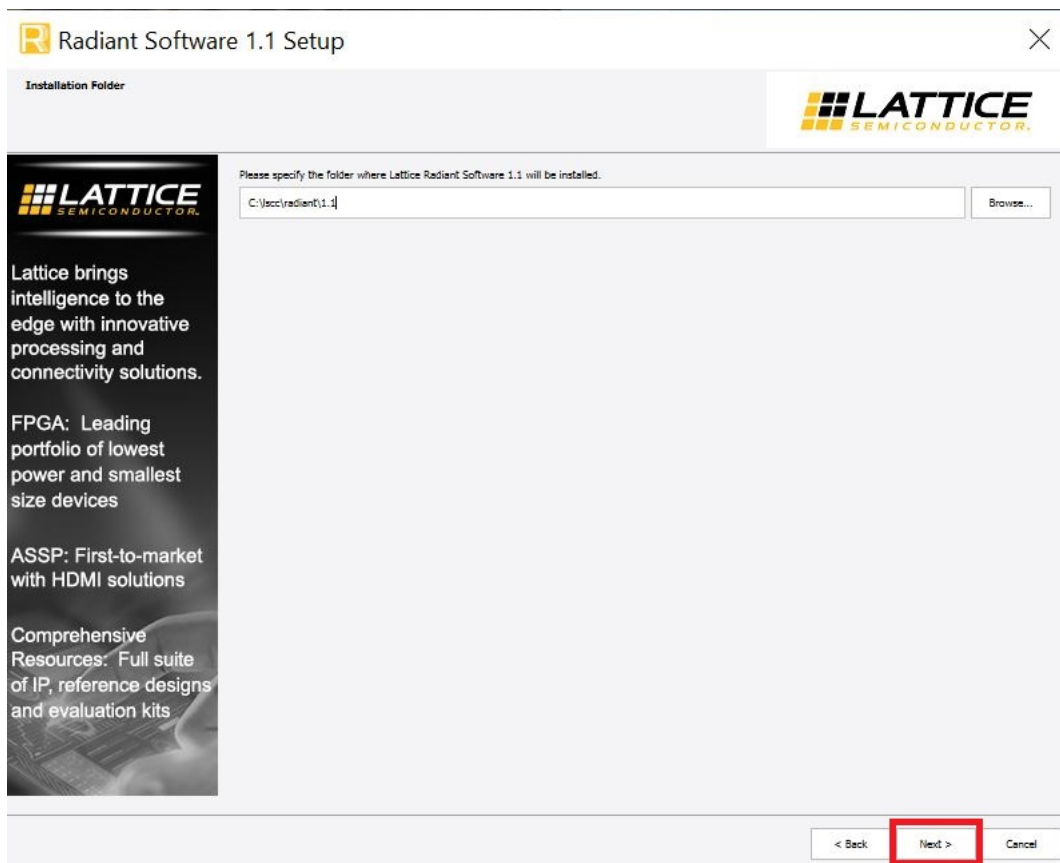 Radiant Software 1.1 Setup
Installation Folder
LATTICE
SEMICONDUCTOR.
LATTICE
SEMICONDUCTOR.
Please specify the folder where Lattice Radiant Software 1.1 will be installed.
C:\lscc\radiant\1.1
Browse...
Lattice brings
intelligence to the
edge with innovative
processing and
connectivity solutions.
FPGA: Leading
portfolio of lowest
power and smallest
size devices
ASSP: First-to-market
with HDMI solutions
Comprehensive
Resources: Full suite
of IP, reference designs
and evaluation kits
< Back
Next >
Cancel